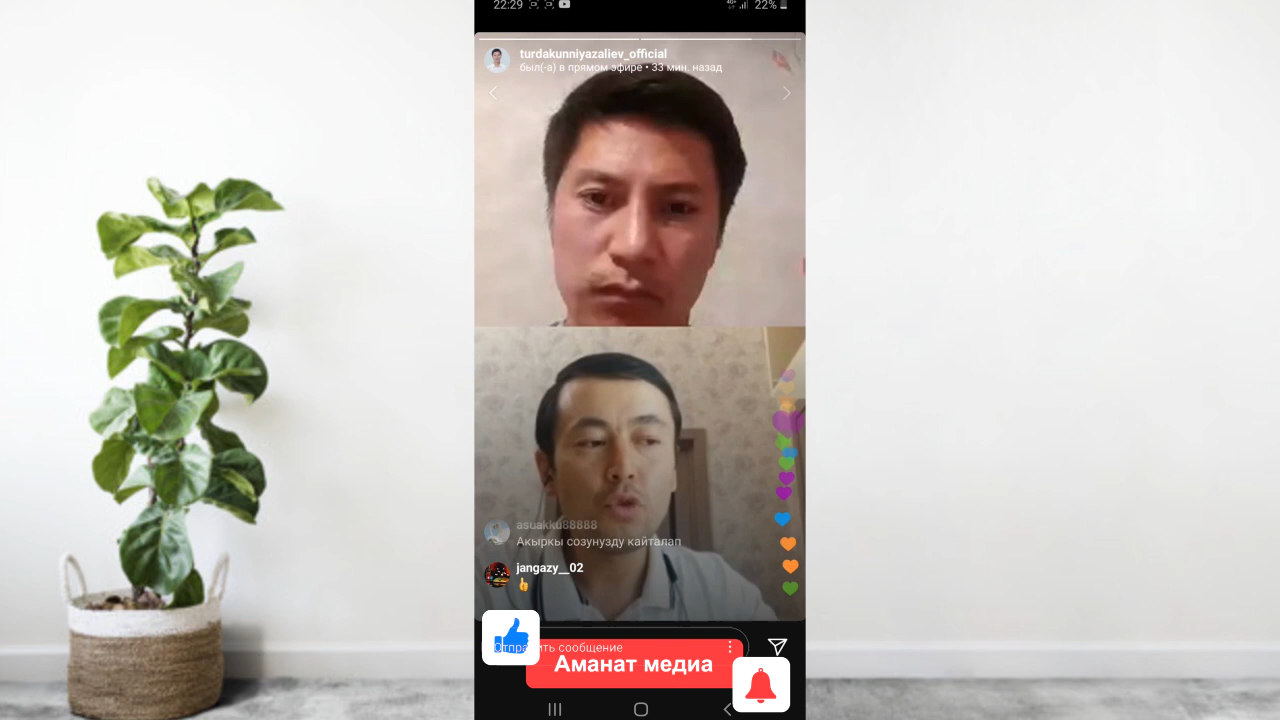 22:29
4G+
22%
turdakunniyazaliev_official
был(-а) в прямом эфире • 33 мин. назад
asuakku88888
Акыркы созунузду кайталап
jangazy__02
Отправить сообщение
Аманат медиа